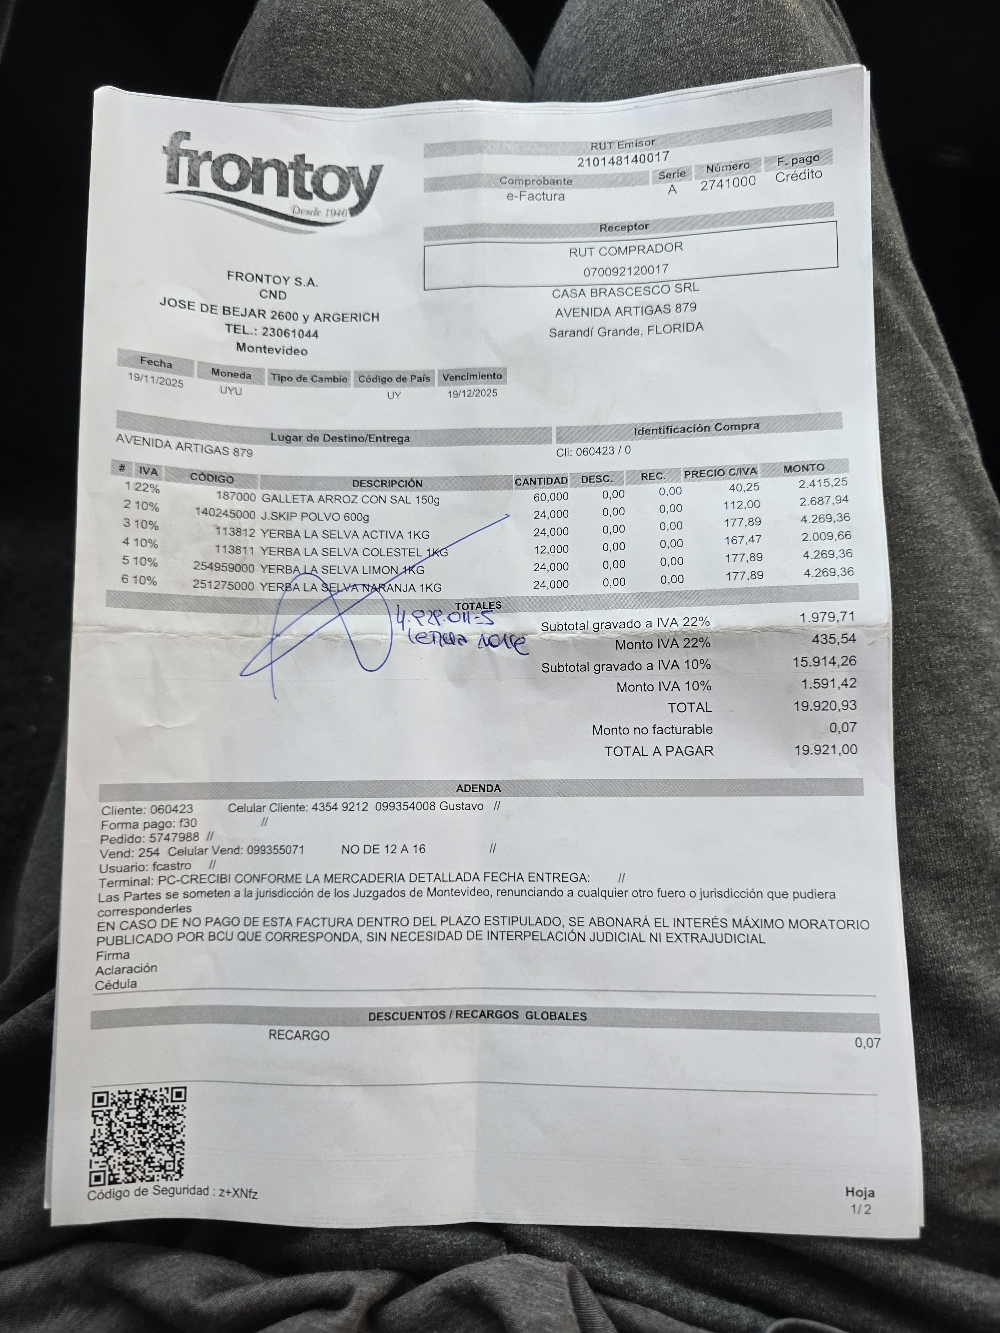 frontoy
Desde 1946
RUT Emisor
210148140017
Comprobante Serie Número F. pago
e-Factura A 2741000 Crédito
Receptor
RUT COMPRADOR
070092120017
CASA BRASCESCO SRL
AVENIDA ARTIGAS 879
Sarandí Grande, FLORIDA
FRONTOY S.A.
CND
JOSE DE BEJAR 2600 y ARGERICH
TEL.: 23061044
Montevideo
Fecha Moneda Tipo de Cambio Código de País Vencimiento
19/11/2025 UYU UY 19/12/2025
Lugar de Destino/Entrega Identificación Compra
AVENIDA ARTIGAS 879 Cli: 060423 / 0
# IVA CÓDIGO DESCRIPCIÓN CANTIDAD DESC. REC. PRECIO C/IVA MONTO
1 22% 187000 GALLETA ARROZ CON SAL 150g 60,000 0,00 0,00 40,25 2.415,25
2 10% 140245000 J.SKIP POLVO 600g 24,000 0,00 0,00 112,00 2.687,94
3 10% 113812 YERBA LA SELVA ACTIVA 1KG 24,000 0,00 0,00 177,89 4.269,36
4 10% 113811 YERBA LA SELVA COLESTEL 1KG 12,000 0,00 0,00 167,47 2.009,66
5 10% 254959000 YERBA LA SELVA LIMON 1KG 24,000 0,00 0,00 177,89 4.269,36
6 10% 251275000 YERBA LA SELVA NARANJA 1KG 24,000 0,00 0,00 177,89 4.269,36
TOTALES
Subtotal gravado a IVA 22% 1.979,71
Monto IVA 22% 435,54
Subtotal gravado a IVA 10% 15.914,26
Monto IVA 10% 1.591,42
TOTAL 19.920,93
Monto no facturable 0,07
TOTAL A PAGAR 19.921,00
ADENDA
Cliente: 060423 Celular Cliente: 4354 9212 099354008 Gustavo //
Forma pago: f30 //
Pedido: 5747988 //
Vend: 254 Celular Vend: 099355071 NO DE 12 A 16 //
Usuario: fcastro //
Terminal: PC-CRECIBI CONFORME LA MERCADERIA DETALLADA FECHA ENTREGA: //
Las Partes se someten a la jurisdicción de los Juzgados de Montevideo, renunciando a cualquier otro fuero o jurisdicción que pudiera
corresponderles
EN CASO DE NO PAGO DE ESTA FACTURA DENTRO DEL PLAZO ESTIPULADO, SE ABONARÁ EL INTERÉS MÁXIMO MORATORIO
PUBLICADO POR BCU QUE CORRESPONDA, SIN NECESIDAD DE INTERPELACIÓN JUDICIAL NI EXTRAJUDICIAL
Firma
Aclaración
Cédula
DESCUENTOS / RECARGOS GLOBALES
RECARGO 0,07
Código de Seguridad : z+XNfz
Hoja
1/2